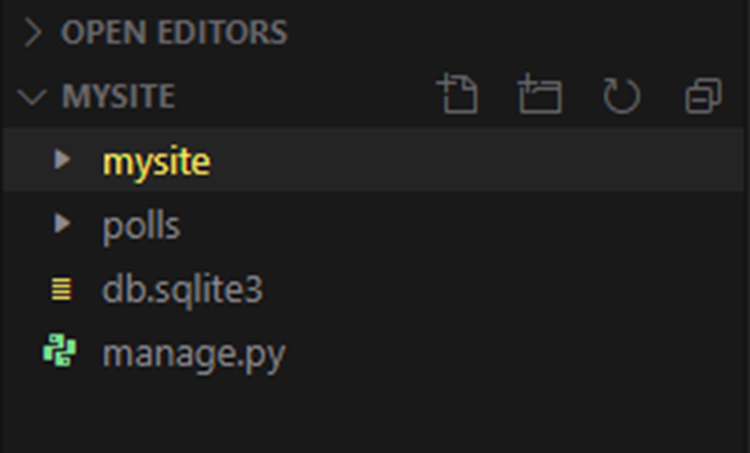 OPEN EDITORS
MYSITE
mysite
polls
db.sqlite3
manage.py